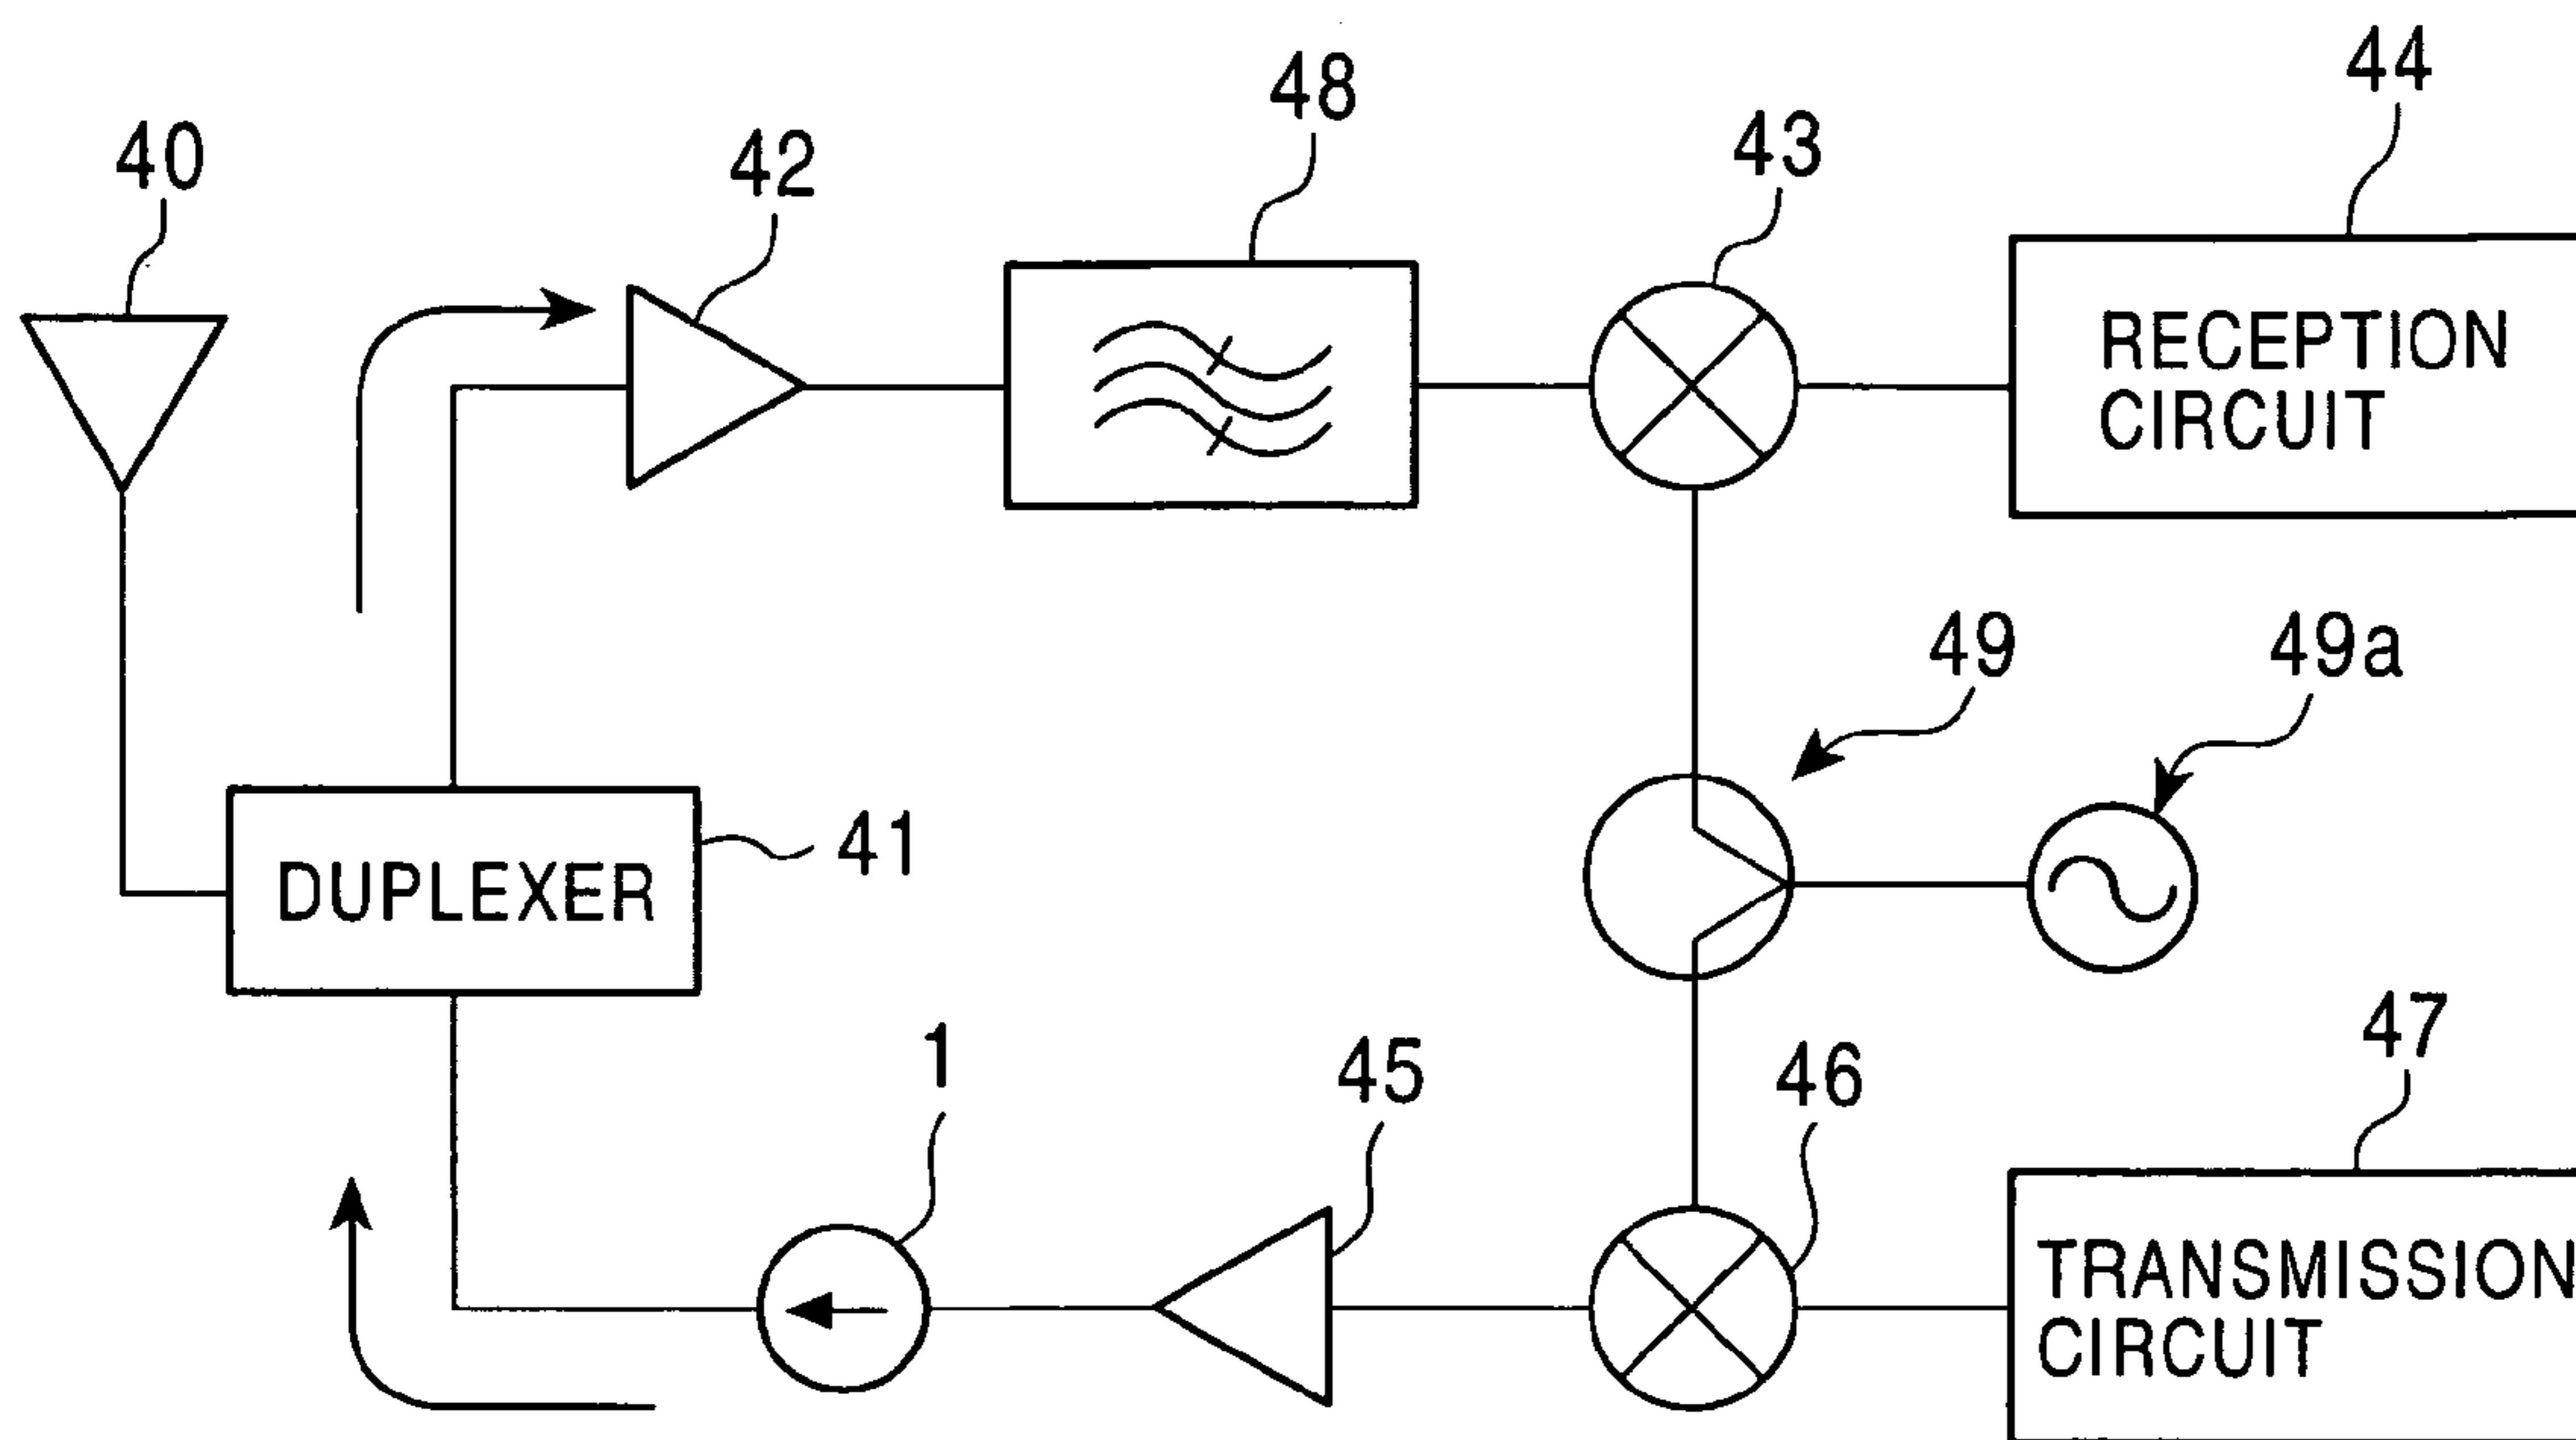 44
48
43
40
42
RECEPTION
CIRCUIT
49
49a
41
DUPLEXER
47
1
45
46
TRANSMISSION
CIRCUIT